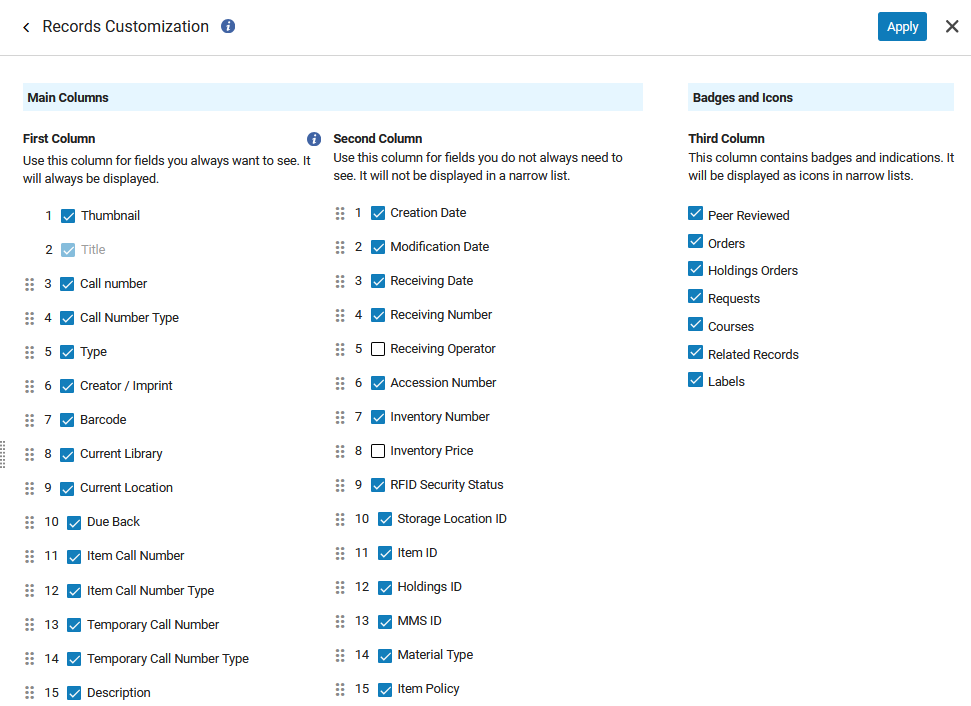 Records Customization
Apply
Main Columns
First Column
Use this column for fields you always want to see. It
will always be displayed.
1 Thumbnail
2 Title
3 Call number
4 Call Number Type
5 Type
6 Creator / Imprint
7 Barcode
8 Current Library
9 Current Location
10 Due Back
11 Item Call Number
12 Item Call Number Type
13 Temporary Call Number
14 Temporary Call Number Type
15 Description
Second Column
Use this column for fields you do not always need to
see. It will not be displayed in a narrow list.
1 Creation Date
2 Modification Date
3 Receiving Date
4 Receiving Number
5 Receiving Operator
6 Accession Number
7 Inventory Number
8 Inventory Price
9 RFID Security Status
10 Storage Location ID
11 Item ID
12 Holdings ID
13 MMS ID
14 Material Type
15 Item Policy
Badges and Icons
Third Column
This column contains badges and indications. It
will be displayed as icons in narrow lists.
Peer Reviewed
Orders
Holdings Orders
Requests
Courses
Related Records
Labels